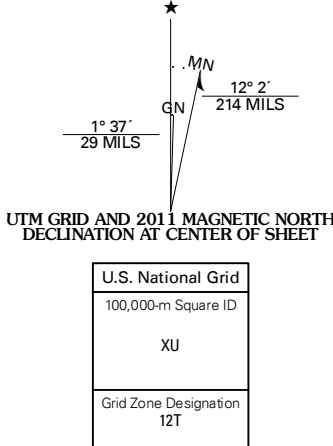 MN
GN
12° 2´
214 MILS
1° 37´
29 MILS
UTM GRID AND 2011 MAGNETIC NORTH
DECLINATION AT CENTER OF SHEET
U.S. National Grid
100,000-m Square ID
XU
Grid Zone Designation
12T